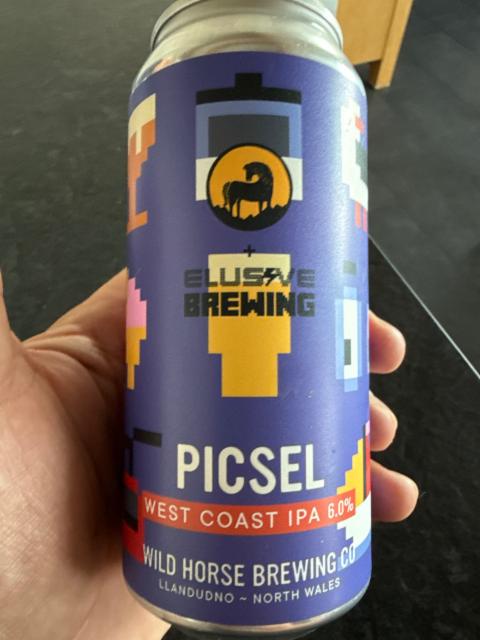 +
ELUSIVE
BREWING
PICSEL
WEST COAST IPA 6.0%
WILD HORSE BREWING CO
LLANDUDNO ~ NORTH WALES